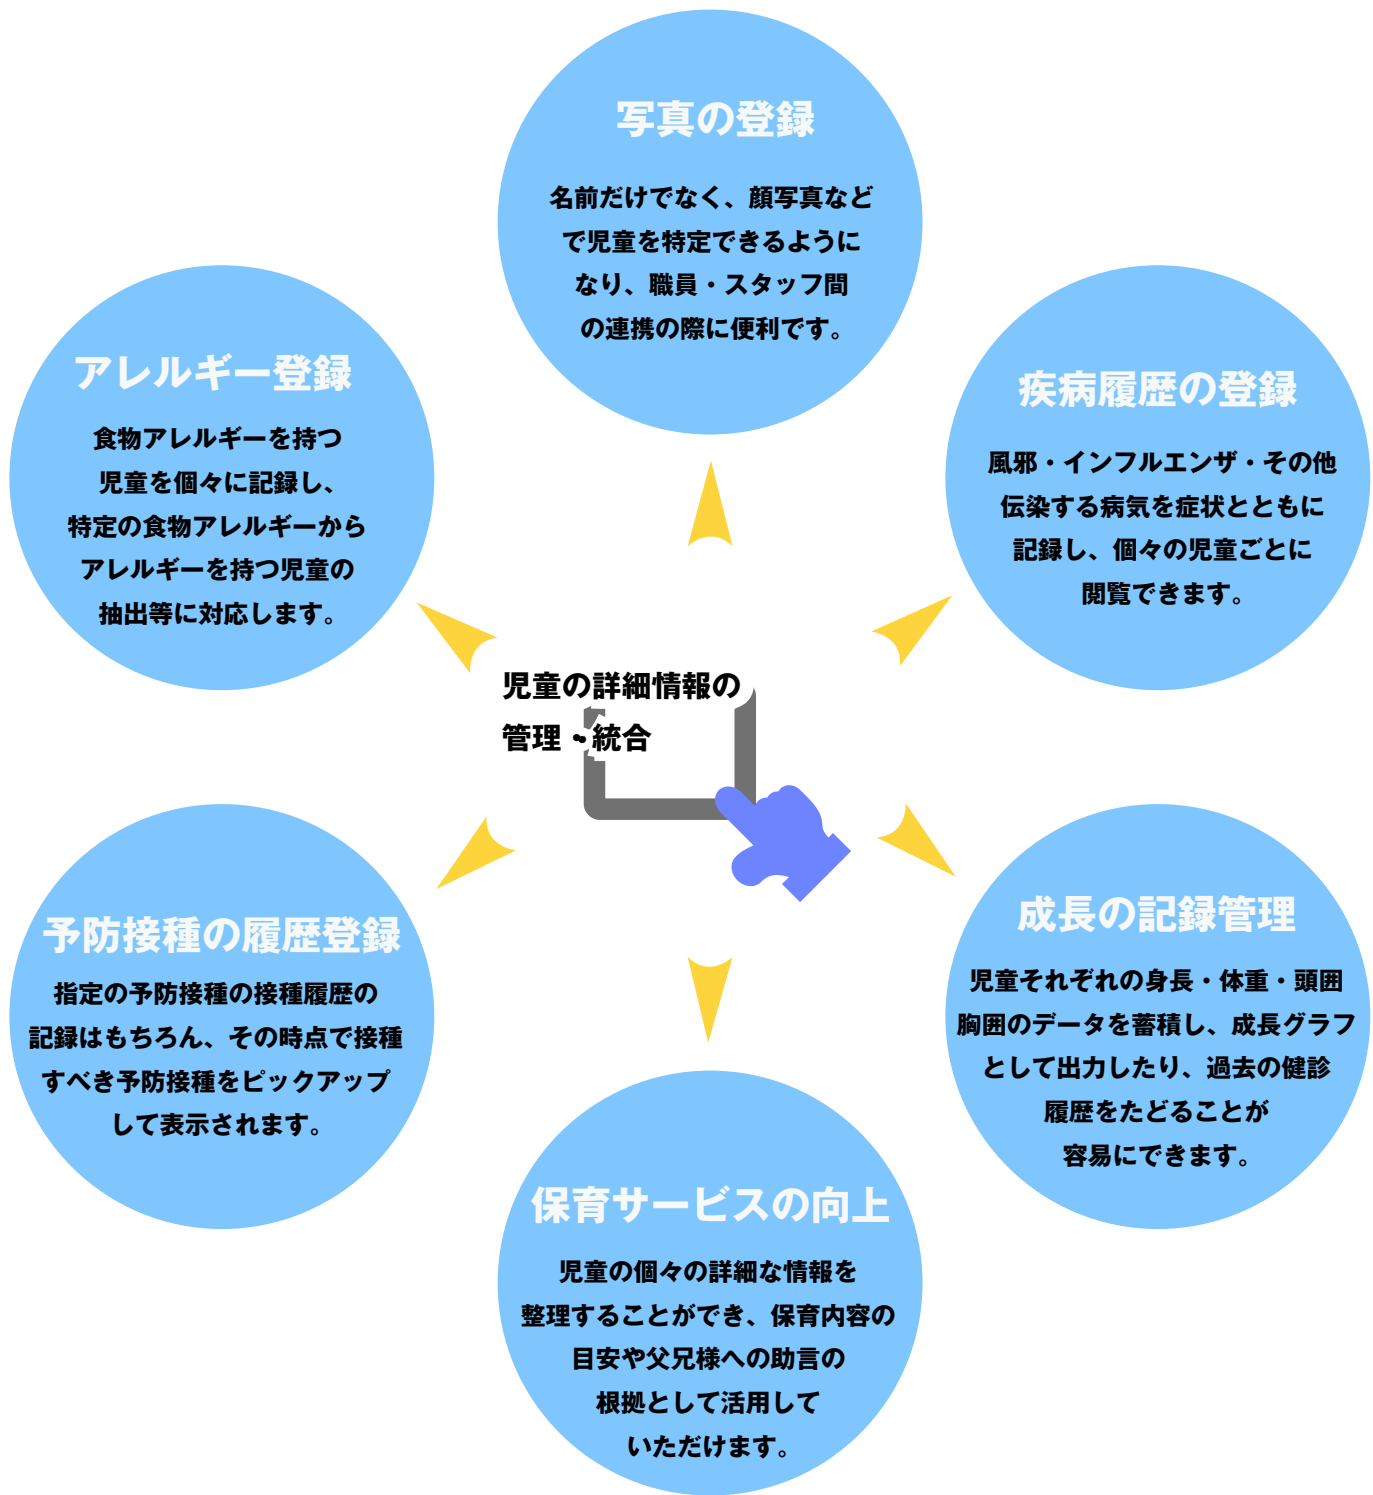 写真の登録
名前だけでなく、顔写真など
で児童を特定できるように
なり、職員・スタッフ間
の連携の際に便利です。
アレルギー登録
食物アレルギーを持つ
児童を個々に記録し、
特定の食物アレルギーから
アレルギーを持つ児童の
抽出等に対応します。
疾病履歴の登録
風邪・インフルエンザ・その他
伝染する病気を症状とともに
記録し、個々の児童ごとに
閲覧できます。
児童の詳細情報の
管理・統合
予防接種の履歴登録
指定の予防接種の接種履歴の
記録はもちろん、その時点で接種
すべき予防接種をピックアップ
して表示されます。
成長の記録管理
児童それぞれの身長・体重・頭囲
胸囲のデータを蓄積し、成長グラフ
として出力したり、過去の健診
履歴をたどることが
容易にできます。
保育サービスの向上
児童の個々の詳細な情報を
整理することができ、保育内容の
目安や父兄様への助言の
根拠として活用して
いただけます。